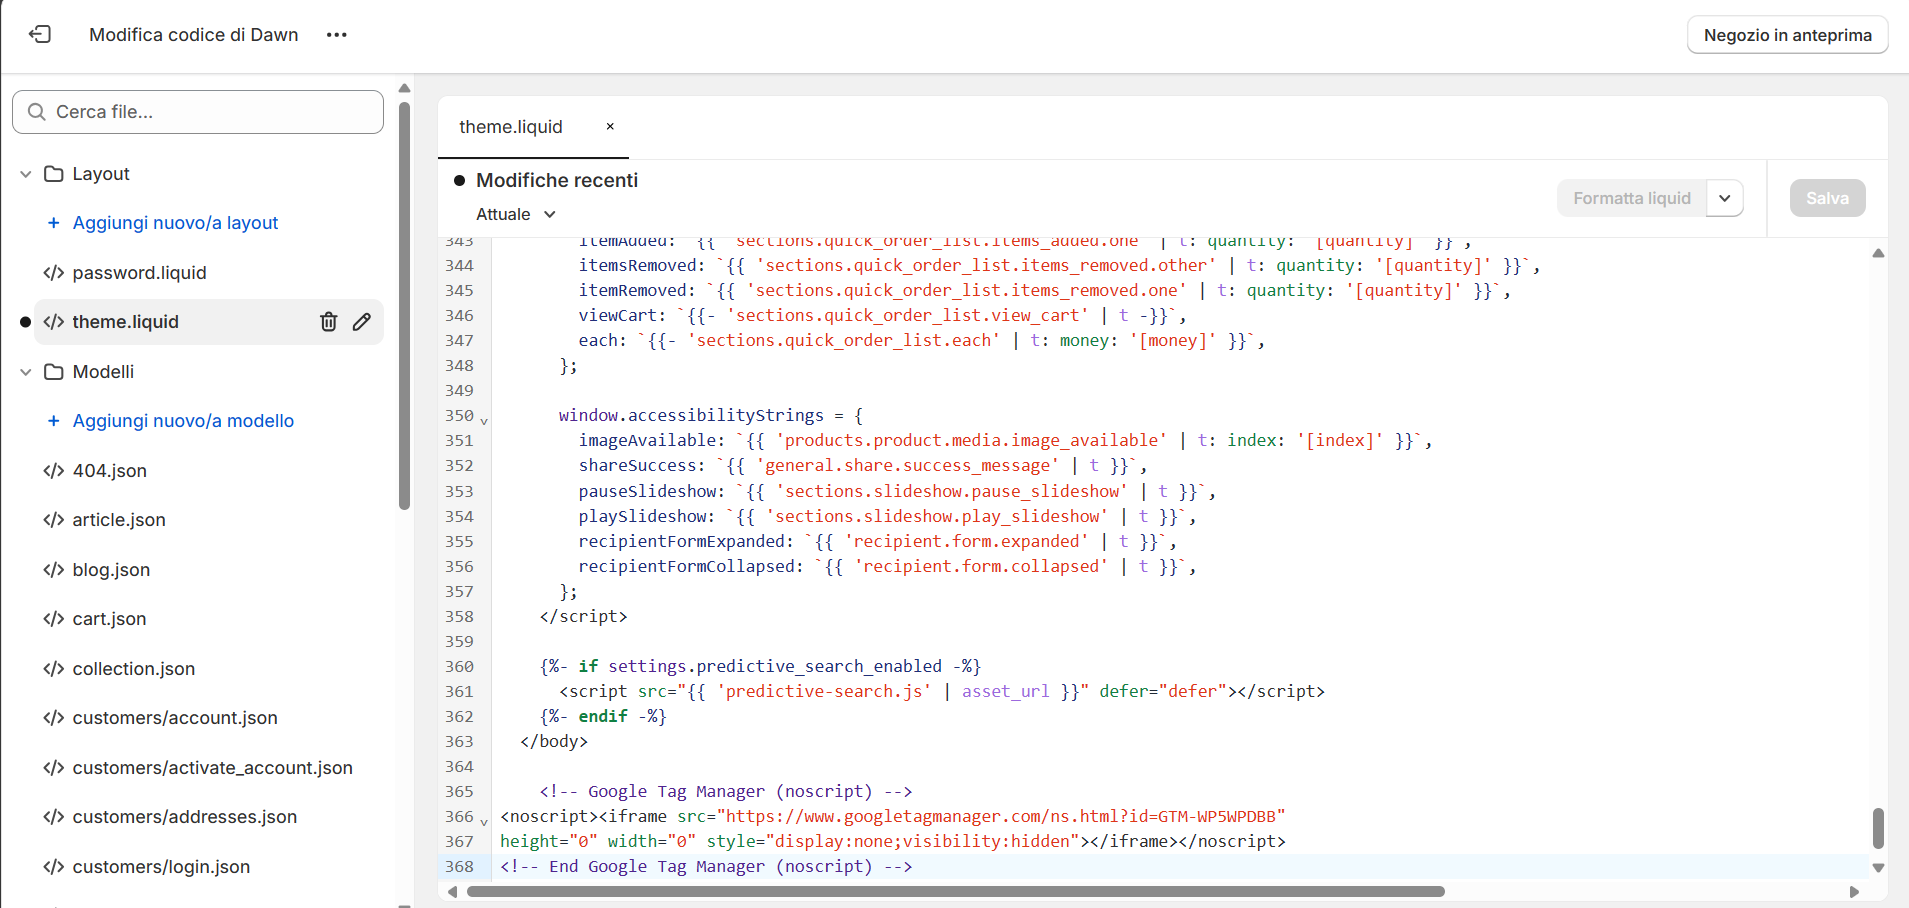 Modifica codice di Dawn
Negozio in anteprima
Cerca file...
Layout
Aggiungi nuovo/a layout
password.liquid
theme.liquid
Modelli
Aggiungi nuovo/a modello
404.json
article.json
blog.json
cart.json
collection.json
customers/account.json
customers/activate_account.json
customers/addresses.json
customers/login.json
theme.liquid
Modifiche recenti
Attuale
Formatta liquid
Salva
343 itemAdded: `{{ 'sections.quick_order_list.items_added.one' | t: quantity: '[quantity]' }}`,
344 itemsRemoved: `{{ 'sections.quick_order_list.items_removed.other' | t: quantity: '[quantity]' }}`,
345 itemRemoved: `{{ 'sections.quick_order_list.items_removed.one' | t: quantity: '[quantity]' }}`,
346 viewCart: `{{- 'sections.quick_order_list.view_cart' | t -}}`,
347 each: `{{- 'sections.quick_order_list.each' | t: money: '[money]' }}`,
348 };
349
350 window.accessibilityStrings = {
351 imageAvailable: `{{ 'products.product.media.image_available' | t: index: '[index]' }}`,
352 shareSuccess: `{{ 'general.share.success_message' | t }}`,
353 pauseSlideshow: `{{ 'sections.slideshow.pause_slideshow' | t }}`,
354 playSlideshow: `{{ 'sections.slideshow.play_slideshow' | t }}`,
355 recipientFormExpanded: `{{ 'recipient.form.expanded' | t }}`,
356 recipientFormCollapsed: `{{ 'recipient.form.collapsed' | t }}`,
357 };
358 </script>
359
360 {%- if settings.predictive_search_enabled -%}
361 <script src="{{ 'predictive-search.js' | asset_url }}" defer="defer"></script>
362 {%- endif -%}
363 </body>
364
365 <!-- Google Tag Manager (noscript) -->
366 <noscript><iframe src="https://www.googletagmanager.com/ns.html?id=GTM-WP5WPDBB"
367 height="0" width="0" style="display:none;visibility:hidden"></iframe></noscript>
368 <!-- End Google Tag Manager (noscript) -->